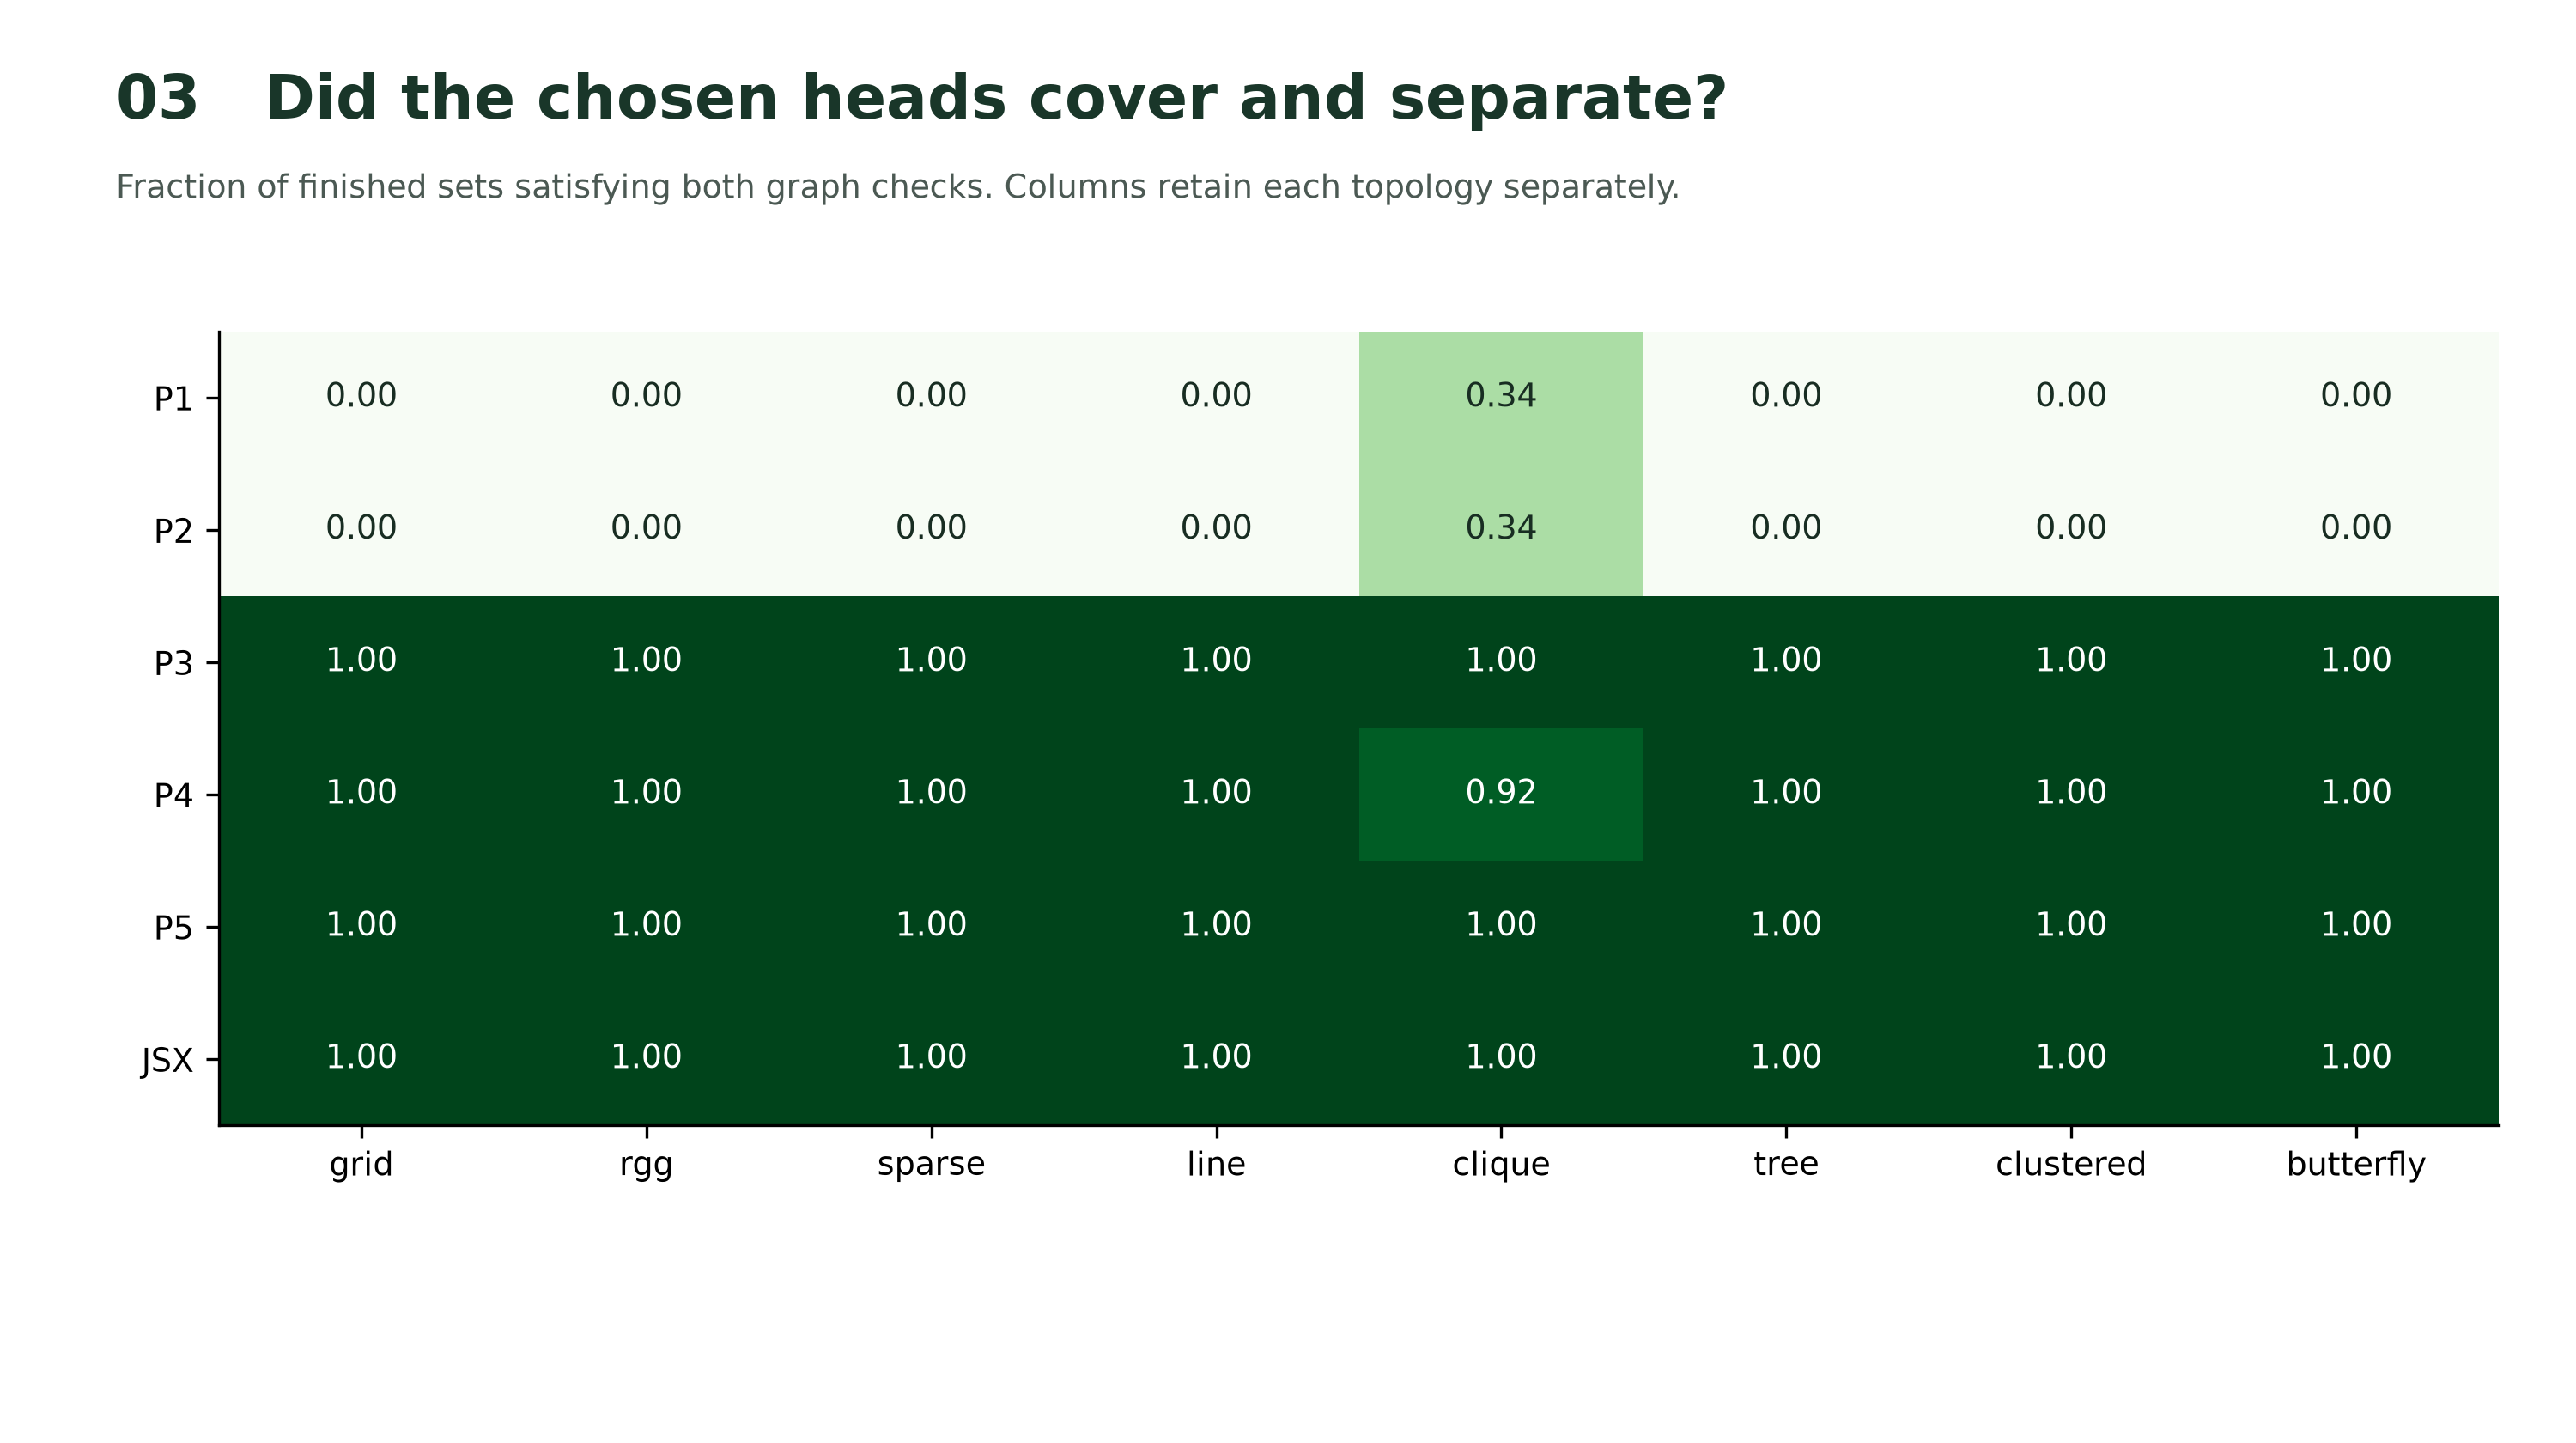 03 Did the chosen heads cover and separate?
Fraction of finished sets satisfying both graph checks. Columns retain each topology separately.
P1 0.00 0.00 0.00 0.00 0.34 0.00 0.00 0.00
P2 0.00 0.00 0.00 0.00 0.34 0.00 0.00 0.00
P3 1.00 1.00 1.00 1.00 1.00 1.00 1.00 1.00
P4 1.00 1.00 1.00 1.00 0.92 1.00 1.00 1.00
P5 1.00 1.00 1.00 1.00 1.00 1.00 1.00 1.00
JSX 1.00 1.00 1.00 1.00 1.00 1.00 1.00 1.00
grid rgg sparse line clique tree clustered butterfly